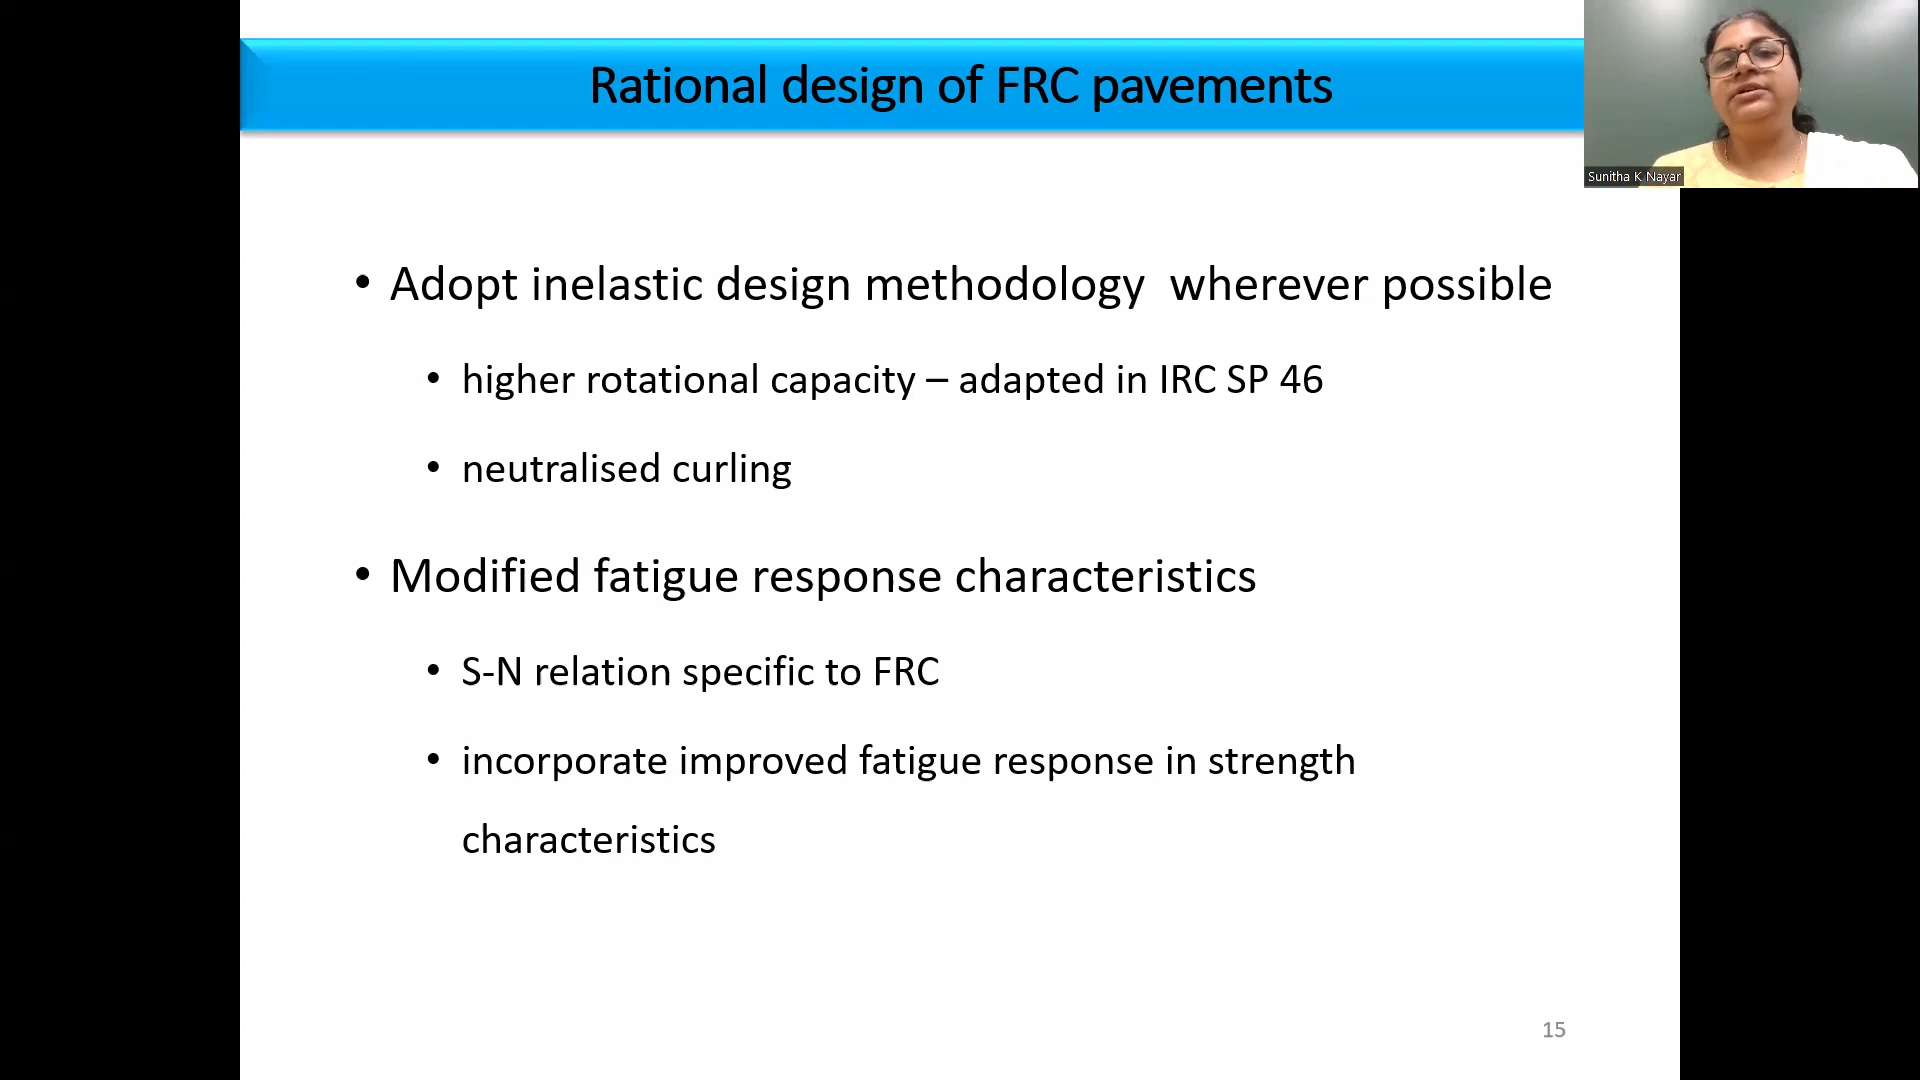 Rational design of FRC pavements
Sunitha K Nayar
• Adopt inelastic design methodology  wherever possible
• higher rotational capacity – adapted in IRC SP 46
• neutralised curling
• Modified fatigue response characteristics
• S-N relation specific to FRC
• incorporate improved fatigue response in strength
characteristics
15